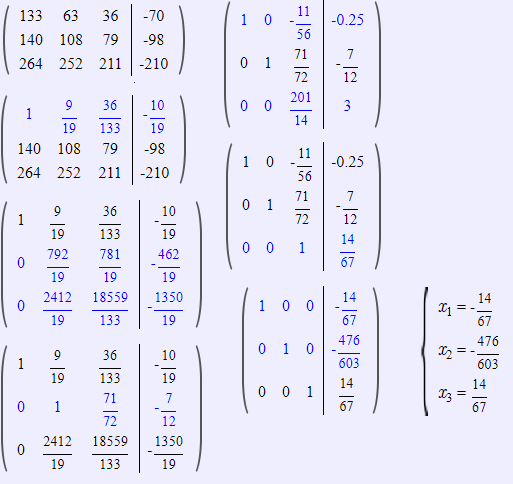 133 63 36 | -70
140 108 79 | -98
264 252 211 | -210
1 9/19 36/133 | -10/19
140 108 79 | -98
264 252 211 | -210
1 9/19 36/133 | -10/19
0 792/19 781/19 | -462/19
0 2412/19 18559/133 | -1350/19
1 9/19 36/133 | -10/19
0 1 71/72 | -7/12
0 2412/19 18559/133 | -1350/19
1 0 -11/56 | -0.25
0 1 71/72 | -7/12
0 0 201/14 | 3
1 0 -11/56 | -0.25
0 1 71/72 | -7/12
0 0 1 | 14/67
1 0 0 | -14/67
0 1 0 | -476/603
0 0 1 | 14/67
x₁ = -14/67
x₂ = -476/603
x₃ = 14/67